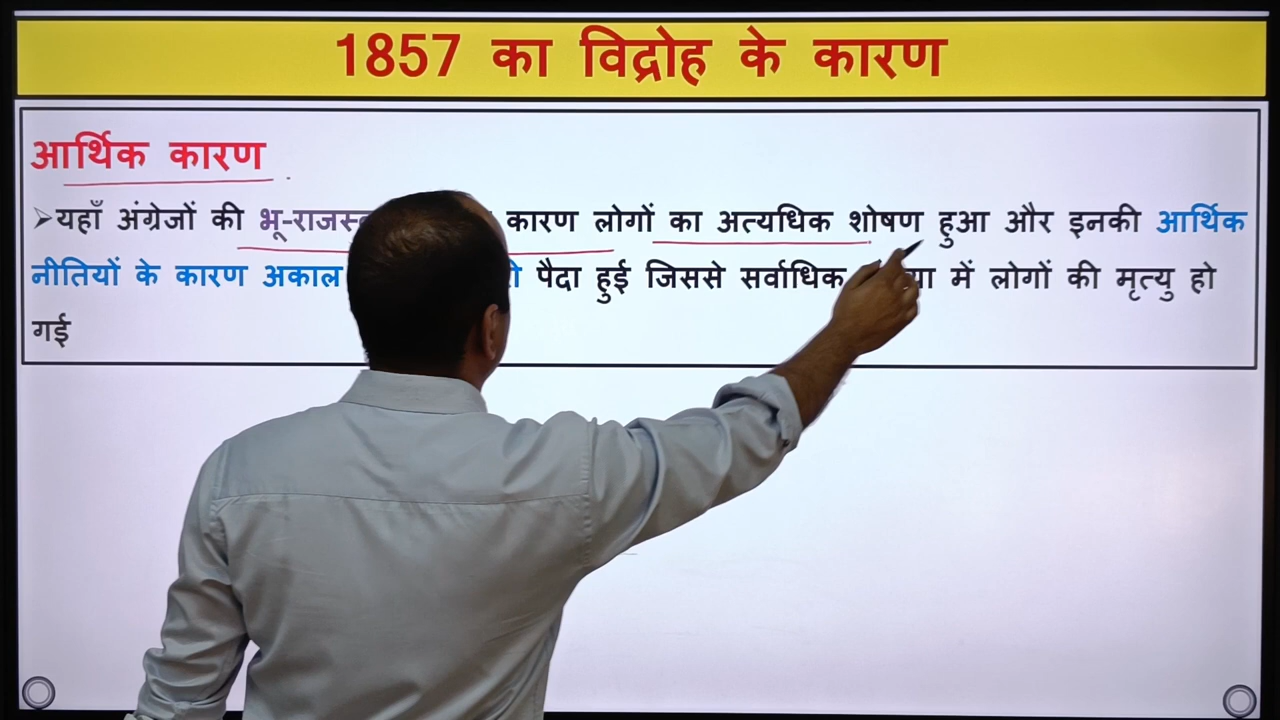 1857 का विद्रोह के कारण
आर्थिक कारण
➢यहाँ अंग्रेजों की कारण लोगों का अत्यधिक शोषण हुआ और इनकी आर्थिक
नीतियों के कारण अकाल पैदा हुई जिससे सर्वाधिक में लोगों की मृत्यु हो
गई